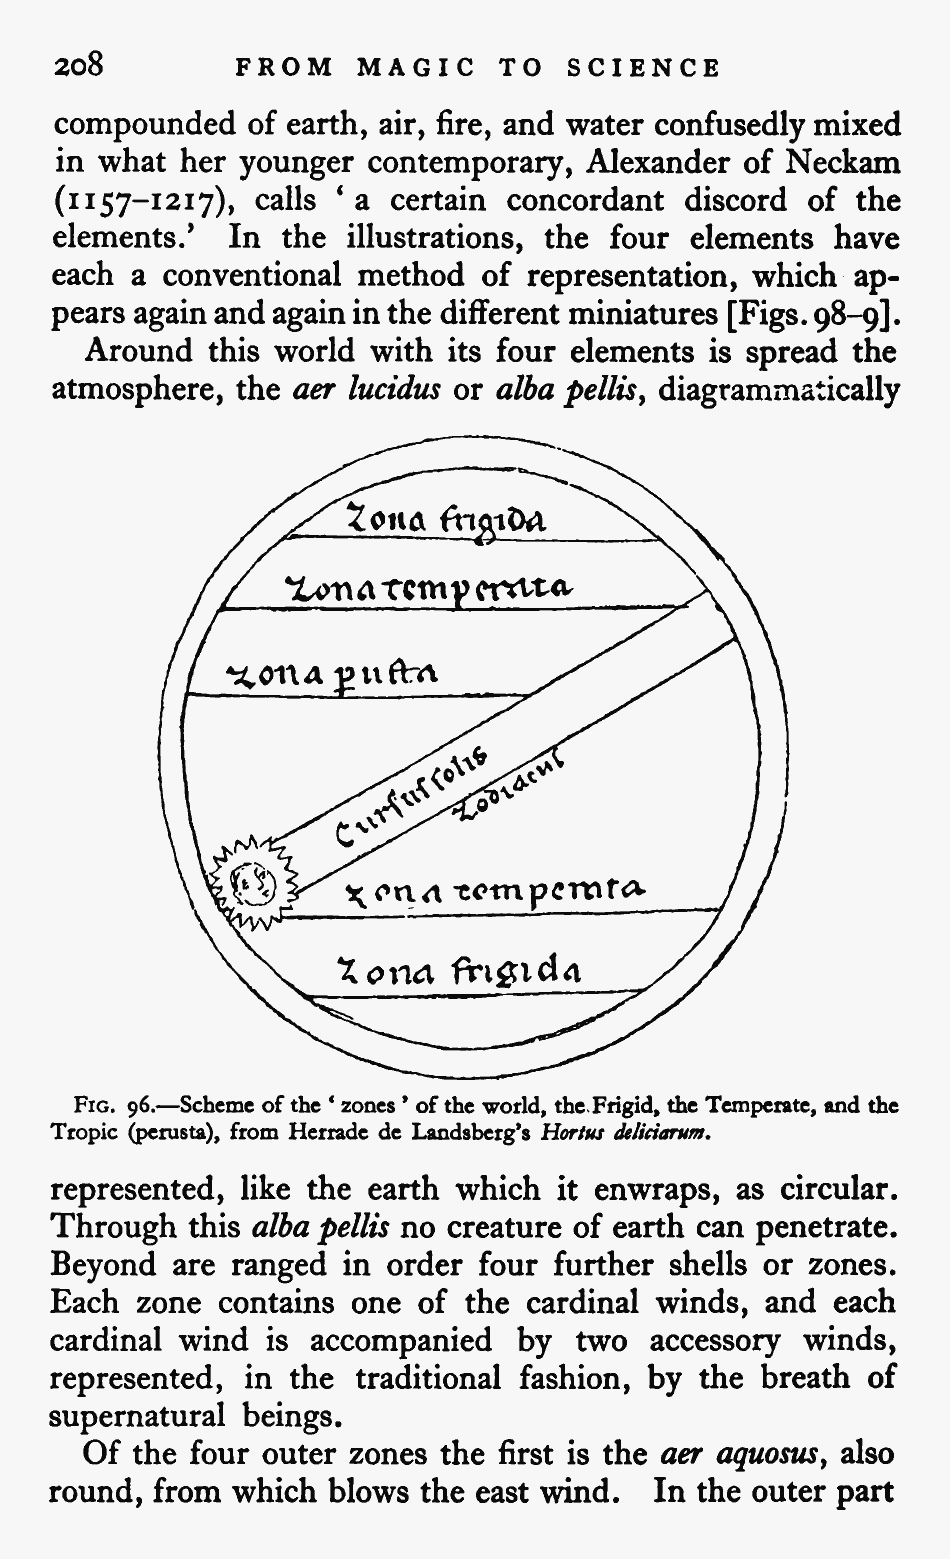 208 FROM MAGIC TO SCIENCE
compounded of earth, air, fire, and water confusedly mixed
in what her younger contemporary, Alexander of Neckam
(1157–1217), calls ‘ a certain concordant discord of the
elements.’ In the illustrations, the four elements have
each a conventional method of representation, which ap-
pears again and again in the different miniatures [Figs. 98–9].
Around this world with its four elements is spread the
atmosphere, the aer lucidus or alba pellis, diagrammatically
Zona frigida
Zona temperata
zona pusta
Cursus solis
Zodiacus
zona temperata
Zona frigida
FIG. 96.—Scheme of the ‘ zones ’ of the world, the Frigid, the Temperate, and the
Tropic (perusta), from Herrade de Landsberg’s Hortus deliciarum.
represented, like the earth which it enwraps, as circular.
Through this alba pellis no creature of earth can penetrate.
Beyond are ranged in order four further shells or zones.
Each zone contains one of the cardinal winds, and each
cardinal wind is accompanied by two accessory winds,
represented, in the traditional fashion, by the breath of
supernatural beings.
Of the four outer zones the first is the aer aquosus, also
round, from which blows the east wind. In the outer part